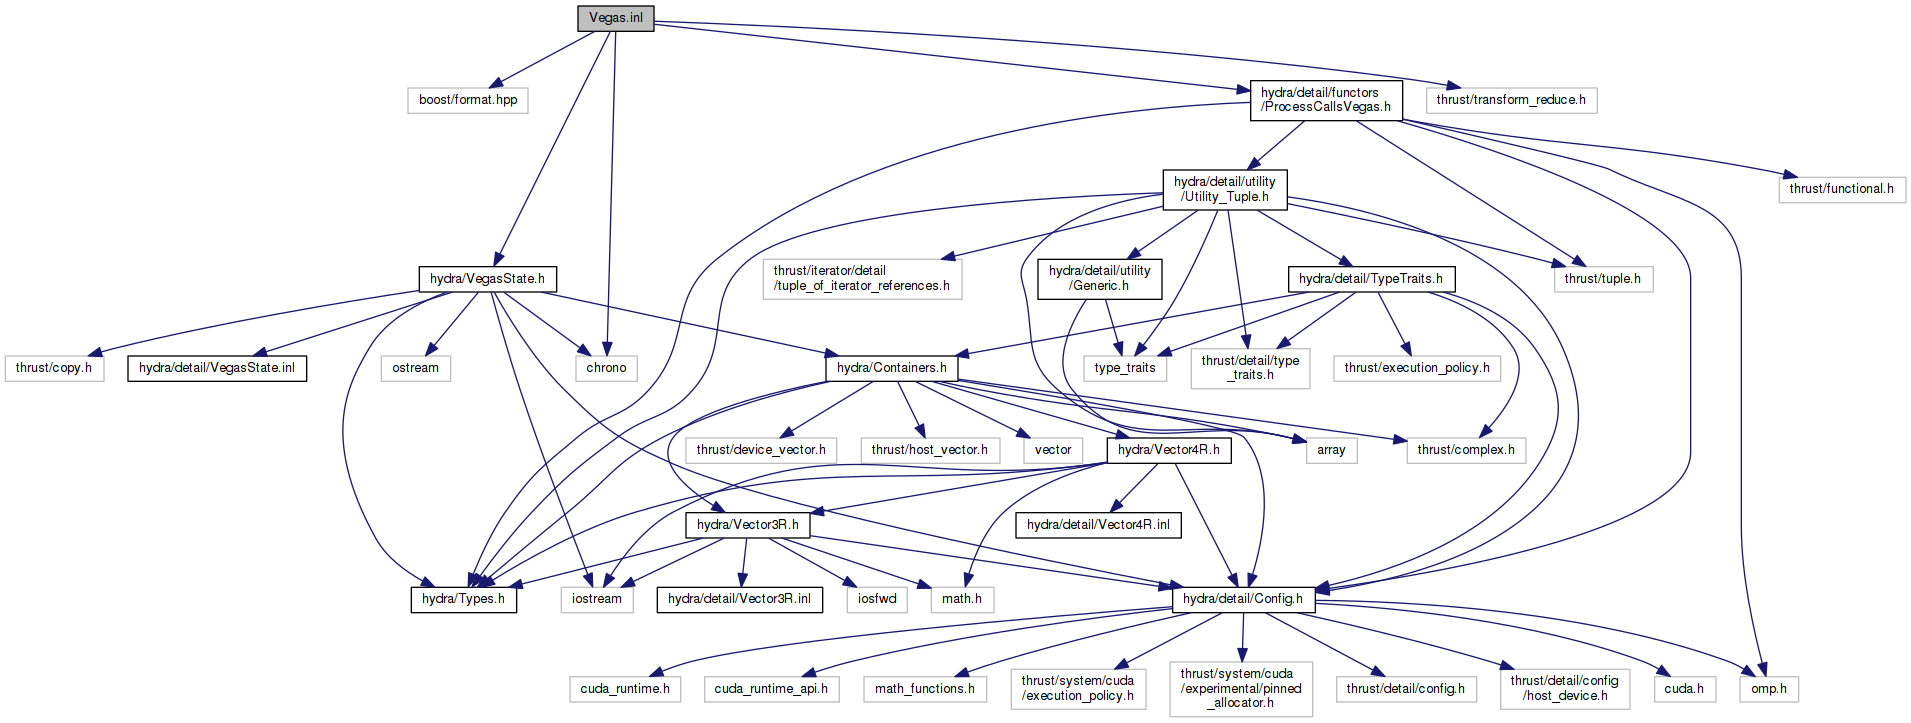 Vegas.inl
boost/format.hpp
hydra/detail/functors
/ProcessCallsVegas.h
thrust/transform_reduce.h
hydra/detail/utility
/Utility_Tuple.h
thrust/functional.h
hydra/VegasState.h
thrust/iterator/detail
/tuple_of_iterator_references.h
hydra/detail/utility
/Generic.h
hydra/detail/TypeTraits.h
thrust/tuple.h
thrust/copy.h
hydra/detail/VegasState.inl
ostream
chrono
hydra/Containers.h
type_traits
thrust/detail/type
_traits.h
thrust/execution_policy.h
thrust/device_vector.h
thrust/host_vector.h
vector
hydra/Vector4R.h
array
thrust/complex.h
hydra/Vector3R.h
hydra/detail/Vector4R.inl
hydra/Types.h
iostream
hydra/detail/Vector3R.inl
iosfwd
math.h
hydra/detail/Config.h
cuda_runtime.h
cuda_runtime_api.h
math_functions.h
thrust/system/cuda
/execution_policy.h
thrust/system/cuda
/experimental/pinned
_allocator.h
thrust/detail/config.h
thrust/detail/config
/host_device.h
cuda.h
omp.h